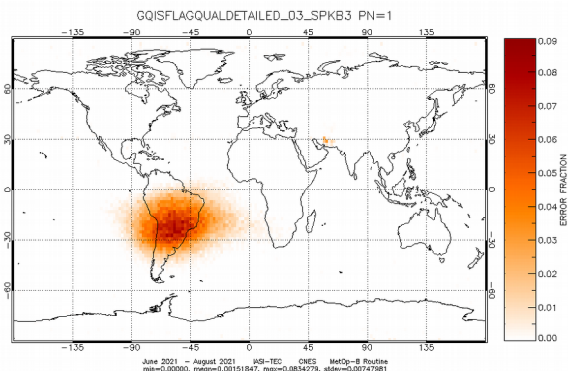 GQISFLAGQUALDETAILED_03_SPKB3 PN=1
-135 -90 -45 0 45 90 135
60 60
30 30
0 0
-30 -30
-60 -60
-135 -90 -45 0 45 90 135
0.09
0.08
0.07
0.06
0.05
0.04
0.03
0.02
0.01
0.00
ERROR FRACTION
June 2021 - August 2021 IASI-TEC CNES MetOp-B Routine
min=0.00000, mean=0.00151847, max=0.0834279, stdev=0.00747981